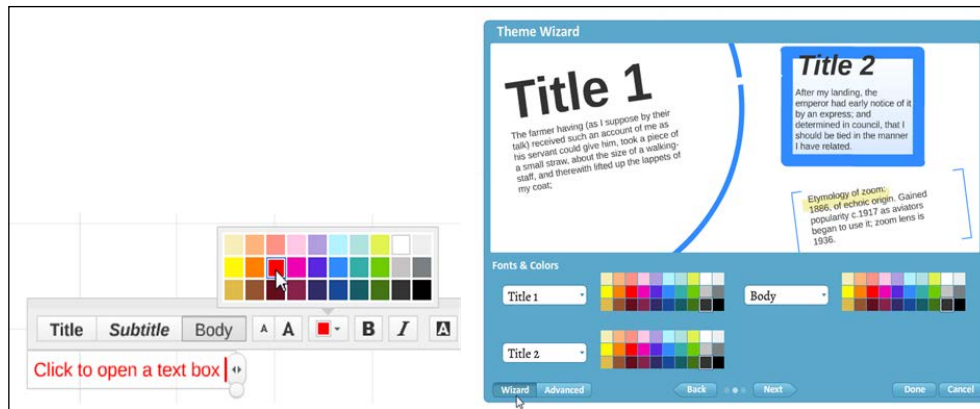 Title Subtitle Body A A B I A
Click to open a text box
Theme Wizard
Title 1
The farmer having (as I suppose by their
talk) received such an account of me as
his servant could give him, took a piece of
a small straw, about the size of a walking-
staff, and therewith lifted up the lappets of
my coat;
Title 2
After my landing, the
emperor had early notice of it
by an express; and
determined in council, that I
should be tied in the manner
I have related.
Etymology of zoom:
1886, of echoic origin. Gained
popularity c.1917 as aviators
began to use it; zoom lens is
1936.
Fonts & Colors
Title 1 Body
Title 2
Wizard Advanced Back Next Done Cancel